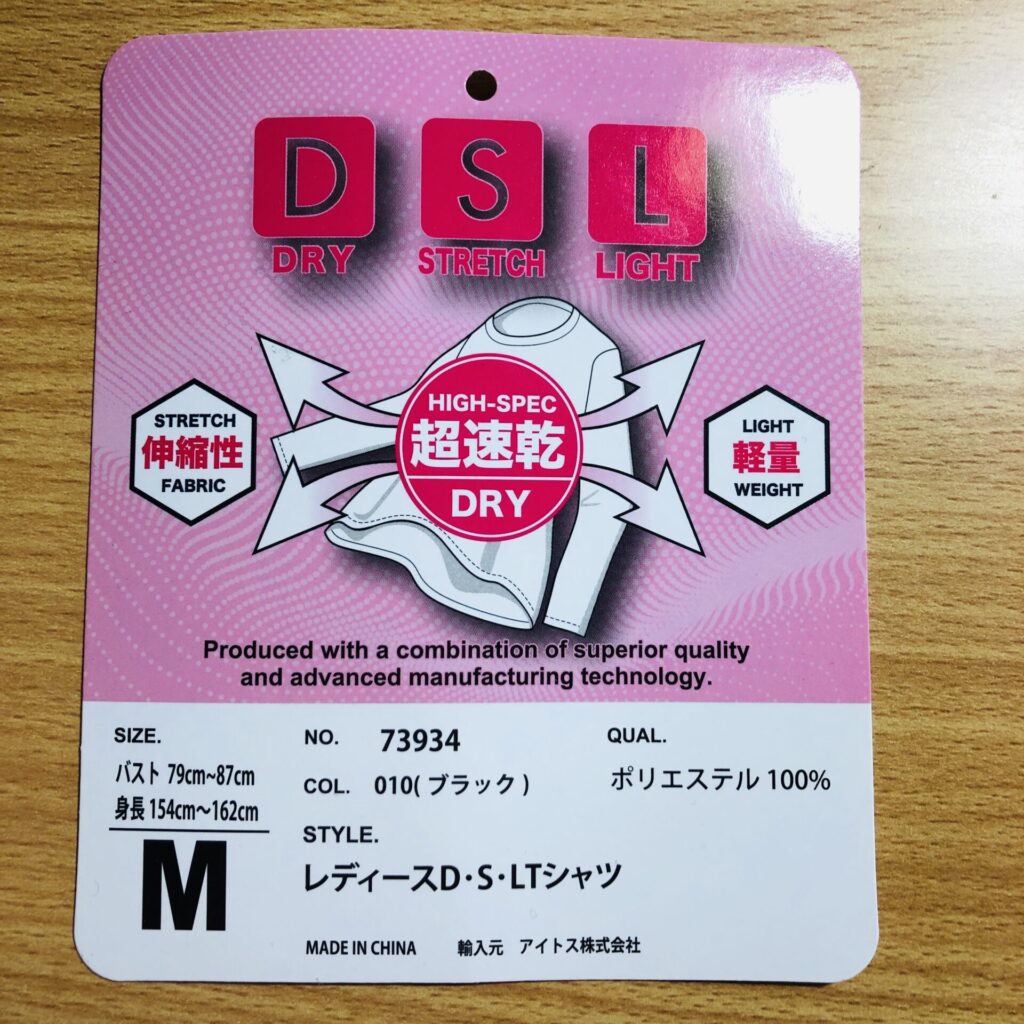 D S L
DRY STRETCH LIGHT
HIGH-SPEC
超速乾
DRY
STRETCH
伸縮性
FABRIC
LIGHT
軽量
WEIGHT
Produced with a combination of superior quality
and advanced manufacturing technology.
SIZE.
バスト 79cm~87cm
身長 154cm～162cm
M
NO. 73934
COL. 010(ブラック)
STYLE.
レディースD・S・LTシャツ
QUAL.
ポリエステル 100%
MADE IN CHINA 輸入元 アイトス株式会社